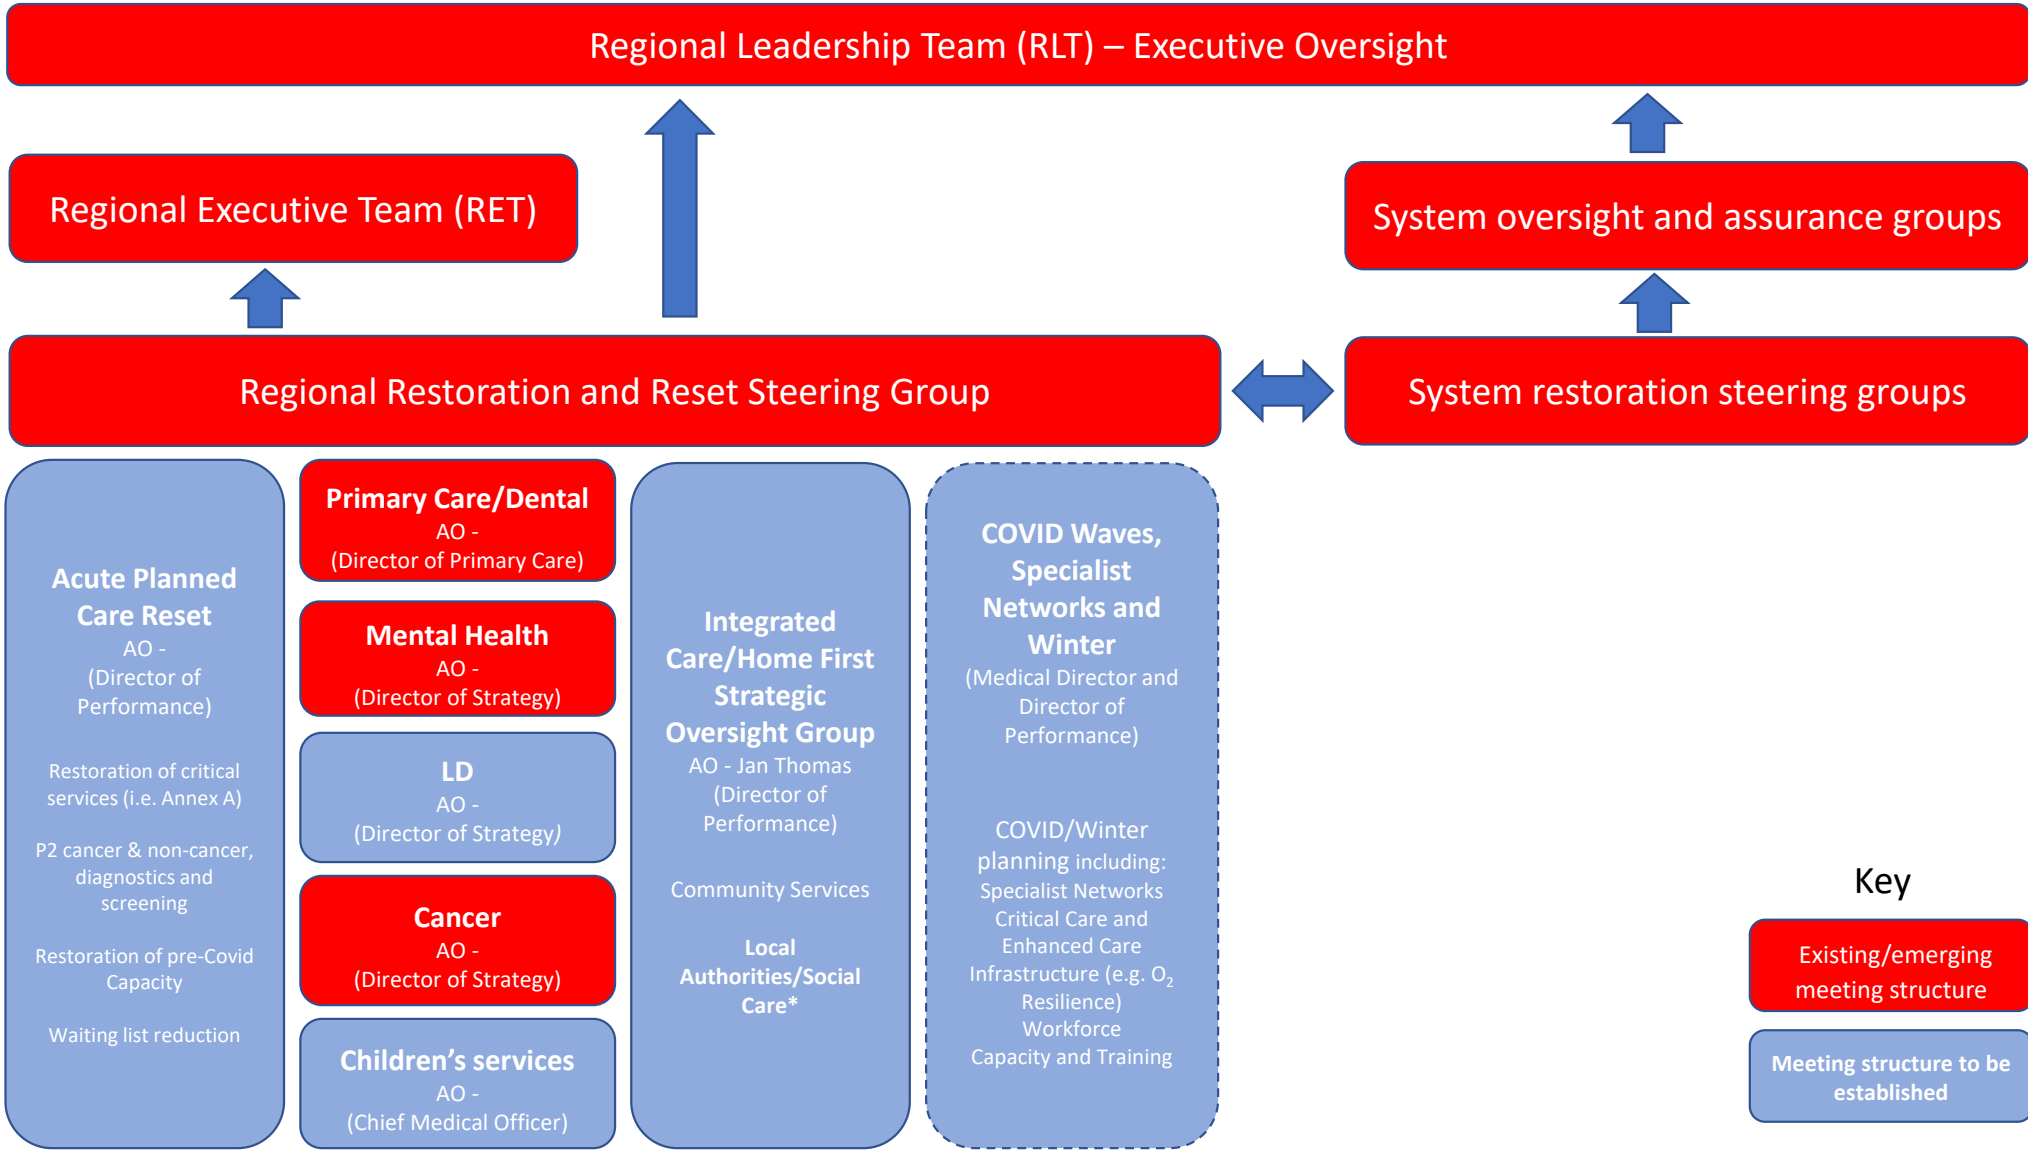 Regional Leadership Team (RLT) – Executive Oversight
Regional Executive Team (RET)
System oversight and assurance groups
Regional Restoration and Reset Steering Group
System restoration steering groups
Acute Planned
Care Reset
AO -
(Director of
Performance)
Restoration of critical
services (i.e. Annex A)
P2 cancer & non-cancer,
diagnostics and
screening
Restoration of pre-Covid
Capacity
Waiting list reduction
Primary Care/Dental
AO -
(Director of Primary Care)
Mental Health
AO -
(Director of Strategy)
LD
AO -
(Director of Strategy)
Cancer
AO -
(Director of Strategy)
Children’s services
AO -
(Chief Medical Officer)
Integrated
Care/Home First
Strategic
Oversight Group
AO - Jan Thomas
(Director of
Performance)
Community Services
Local
Authorities/Social
Care*
COVID Waves,
Specialist
Networks and
Winter
(Medical Director and
Director of
Performance)
COVID/Winter
planning including:
Specialist Networks
Critical Care and
Enhanced Care
Infrastructure (e.g. O₂
Resilience)
Workforce
Capacity and Training
Key
Existing/emerging
meeting structure
Meeting structure to be
established